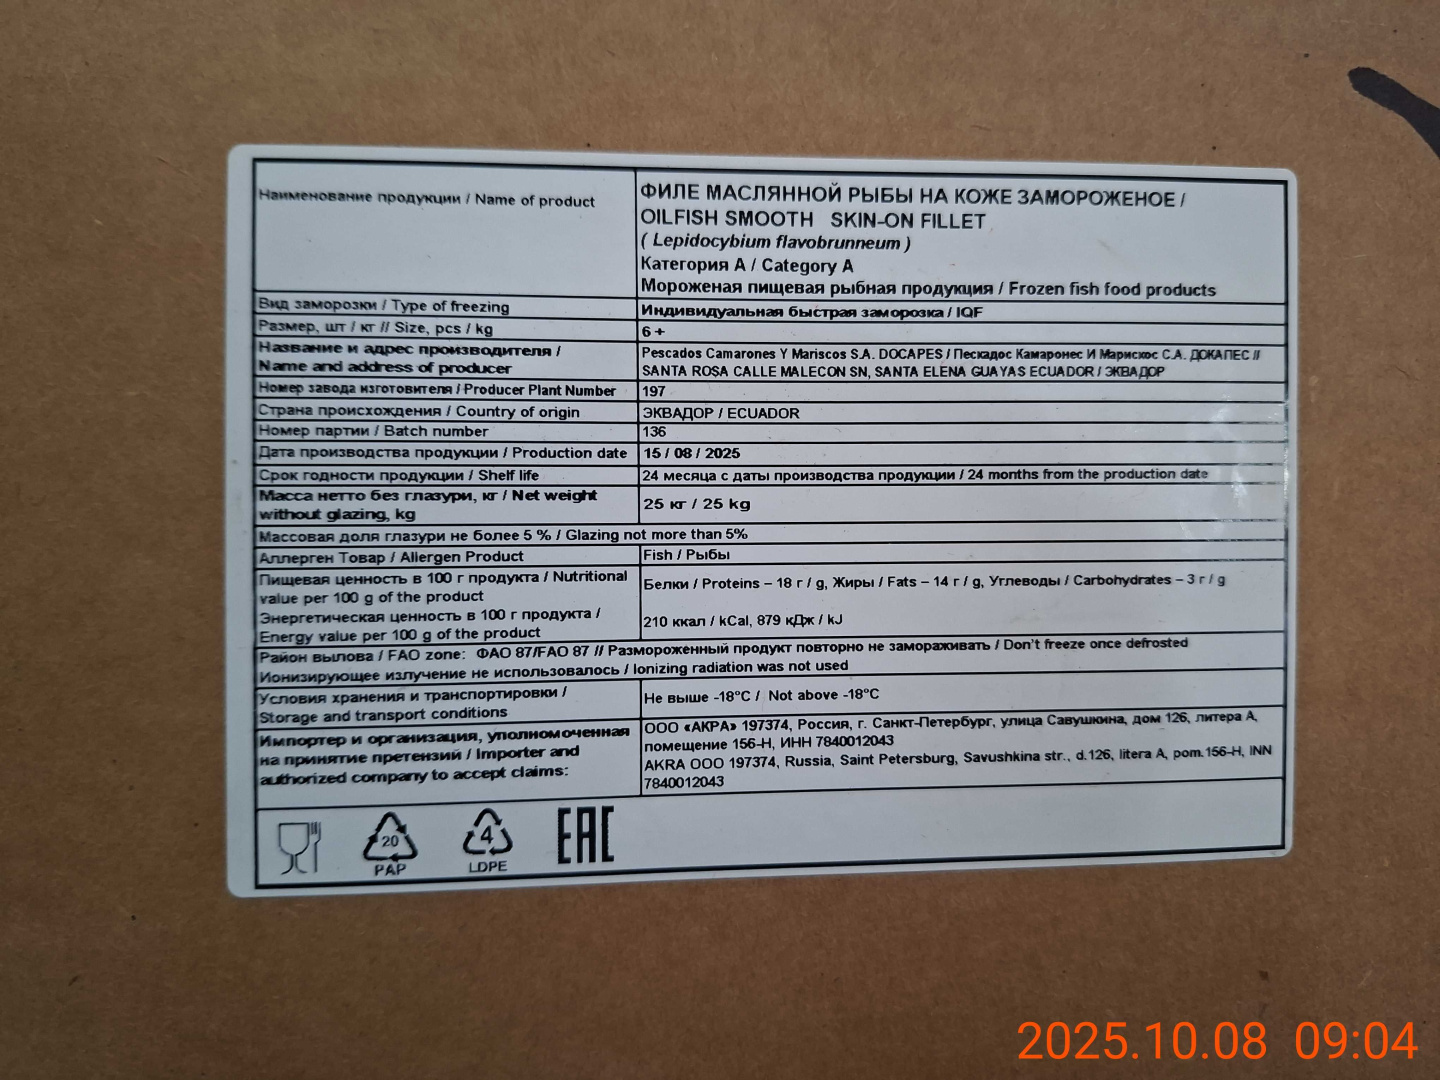 Наименование продукции / Name of product
ФИЛЕ МАСЛЯННОЙ РЫБЫ НА КОЖЕ ЗАМОРОЖЕНОЕ /
OILFISH SMOOTH SKIN-ON FILLET
( Lepidocybium flavobrunneum )
Категория А / Category A
Мороженая пищевая рыбная продукция / Frozen fish food products
Вид заморозки / Type of freezing
Индивидуальная быстрая заморозка / IQF
Размер, шт / кг // Size, pcs / kg
6 +
Название и адрес производителя /
Name and address of producer
Pescados Camarones Y Mariscos S.A. DOCAPES / Пескадос Камаронес И Марискос С.А. ДОКАПЕС //
SANTA ROSA CALLE MALECON SN, SANTA ELENA GUAYAS ECUADOR / ЭКВАДОР
Номер завода изготовителя / Producer Plant Number
197
Страна происхождения / Country of origin
ЭКВАДОР / ECUADOR
Номер партии / Batch number
136
Дата производства продукции / Production date
15 / 08 / 2025
Срок годности продукции / Shelf life
24 месяца с даты производства продукции / 24 months from the production date
Масса нетто без глазури, кг / Net weight
without glazing, kg
25 кг / 25 kg
Массовая доля глазури не более 5 % / Glazing not more than 5%
Аллерген Товар / Allergen Product
Fish / Рыбы
Пищевая ценность в 100 г продукта / Nutritional
value per 100 g of the product
Белки / Proteins – 18 г / g, Жиры / Fats – 14 г / g, Углеводы / Carbohydrates – 3 г / g
Энергетическая ценность в 100 г продукта /
Energy value per 100 g of the product
210 ккал / kCal, 879 кДж / kJ
Район вылова / FAO zone: ФАО 87/FAO 87 // Размороженный продукт повторно не замораживать / Don't freeze once defrosted
Ионизирующее излучение не использовалось / Ionizing radiation was not used
Условия хранения и транспортировки /
Storage and transport conditions
Не выше -18°C / Not above -18°C
Импортер и организация, уполномоченная
на принятие претензий / Importer and
authorized company to accept claims:
ООО «АКРА» 197374, Россия, г. Санкт-Петербург, улица Савушкина, дом 126, литера А,
помещение 156-Н, ИНН 7840012043
AKRA OOO 197374, Russia, Saint Petersburg, Savushkina str., d.126, litera A, pom.156-H, INN
7840012043
20
PAP
4
LDPE
EAC
2025.10.08 09:04